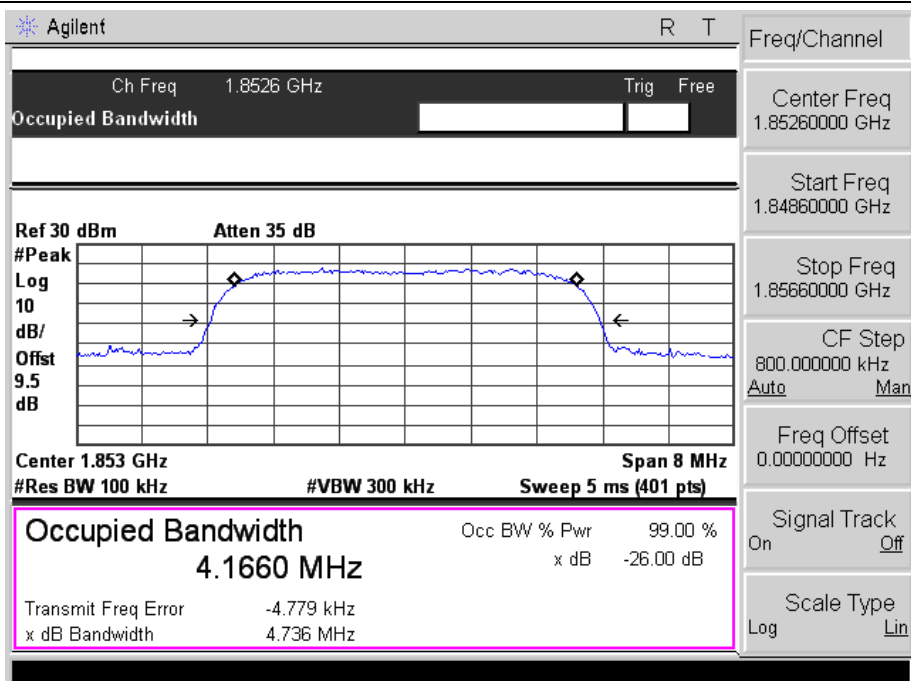 Agilent R T
Ch Freq 1.8526 GHz Trig Free
Occupied Bandwidth
Ref 30 dBm Atten 35 dB
#Peak
Log
10
dB/
Offst
9.5
dB
Center 1.853 GHz Span 8 MHz
#Res BW 100 kHz #VBW 300 kHz Sweep 5 ms (401 pts)
Occupied Bandwidth
4.1660 MHz
Occ BW % Pwr 99.00 %
x dB -26.00 dB
Transmit Freq Error -4.779 kHz
x dB Bandwidth 4.736 MHz
Freq/Channel
Center Freq
1.85260000 GHz
Start Freq
1.84860000 GHz
Stop Freq
1.85660000 GHz
CF Step
800.000000 kHz
Auto Man
Freq Offset
0.00000000 Hz
Signal Track
On Off
Scale Type
Log Lin